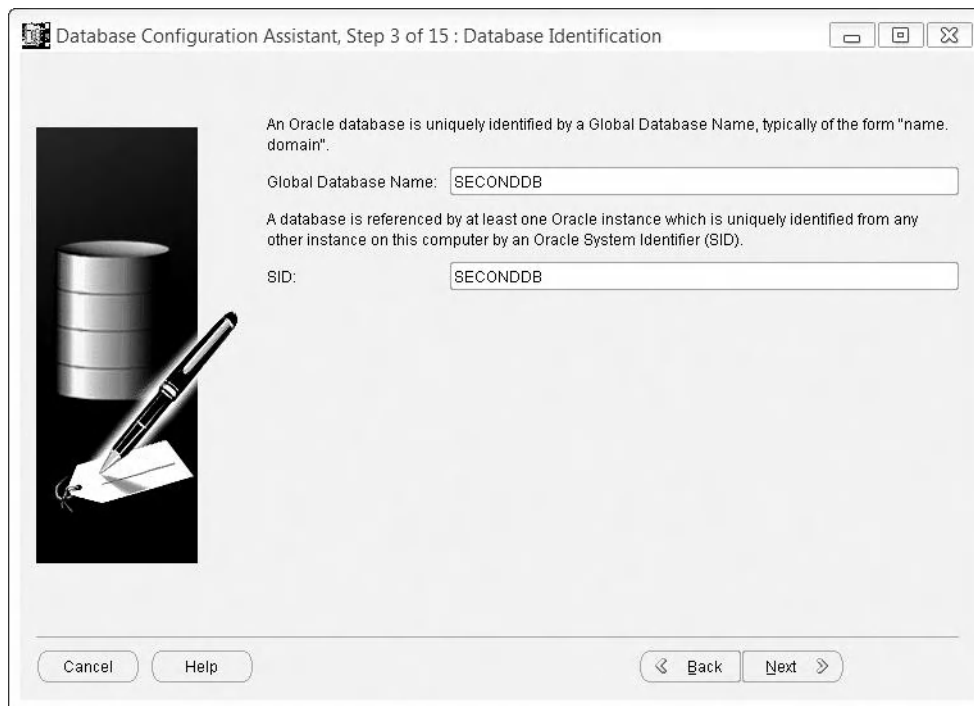 Database Configuration Assistant, Step 3 of 15 : Database Identification
An Oracle database is uniquely identified by a Global Database Name, typically of the form "name.
domain".
Global Database Name: SECONDDB
A database is referenced by at least one Oracle instance which is uniquely identified from any
other instance on this computer by an Oracle System Identifier (SID).
SID: SECONDDB
Cancel Help Back Next